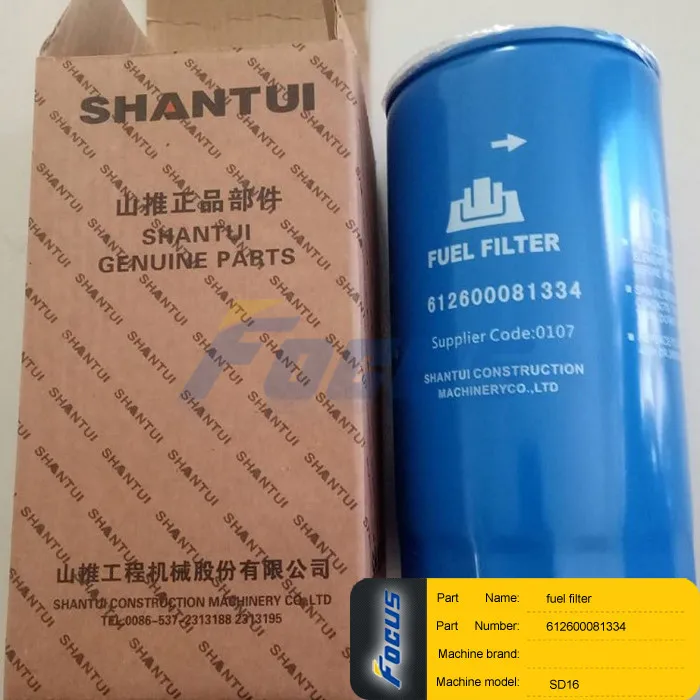 SHANTUI
山推正品部件
SHANTUI
GENUINE PARTS
山推工程机械股份有限公司
SHANTUI CONSTRUCTION MACHINERY CO.,LTD
TEL:0086-537-2313188 2313195
FUEL FILTER
612600081334
Supplier Code:0107
SHANTUI CONSTRUCTION
MACHINERYCO.,LTD
Focus
FOCUS
Part Name: fuel filter
Part Number: 612600081334
Machine brand:
Machine model: SD16